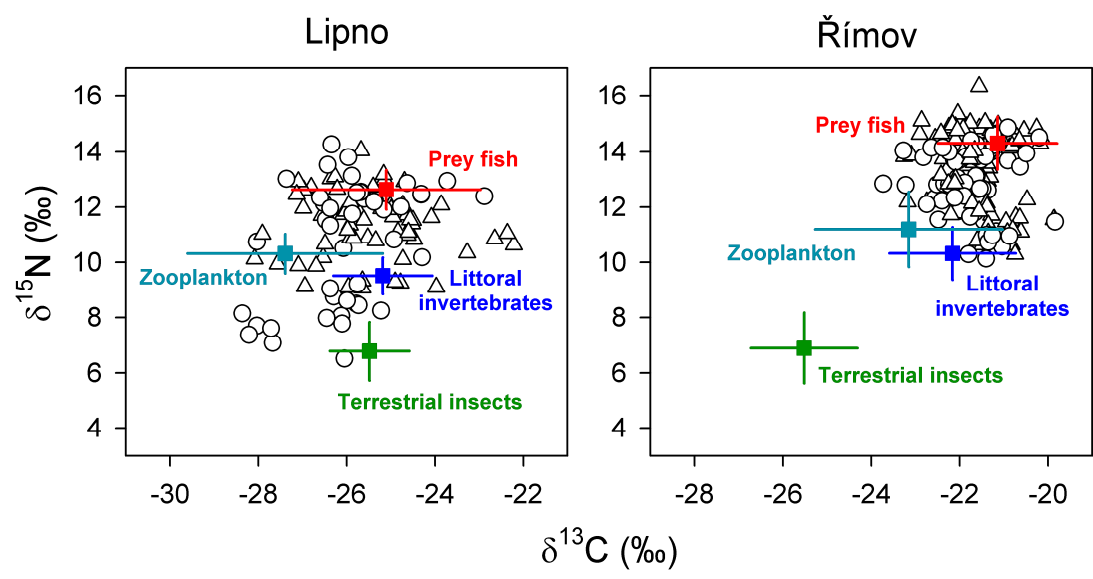 Lipno
Římov
δ15N (‰)
16
14
12
10
8
6
4
Prey fish
Zooplankton
Littoral
invertebrates
Terrestrial insects
-30
-28
-26
-24
-22
16
14
12
10
8
6
4
Prey fish
Zooplankton
Littoral
invertebrates
Terrestrial insects
-28
-26
-24
-22
-20
δ13C (‰)